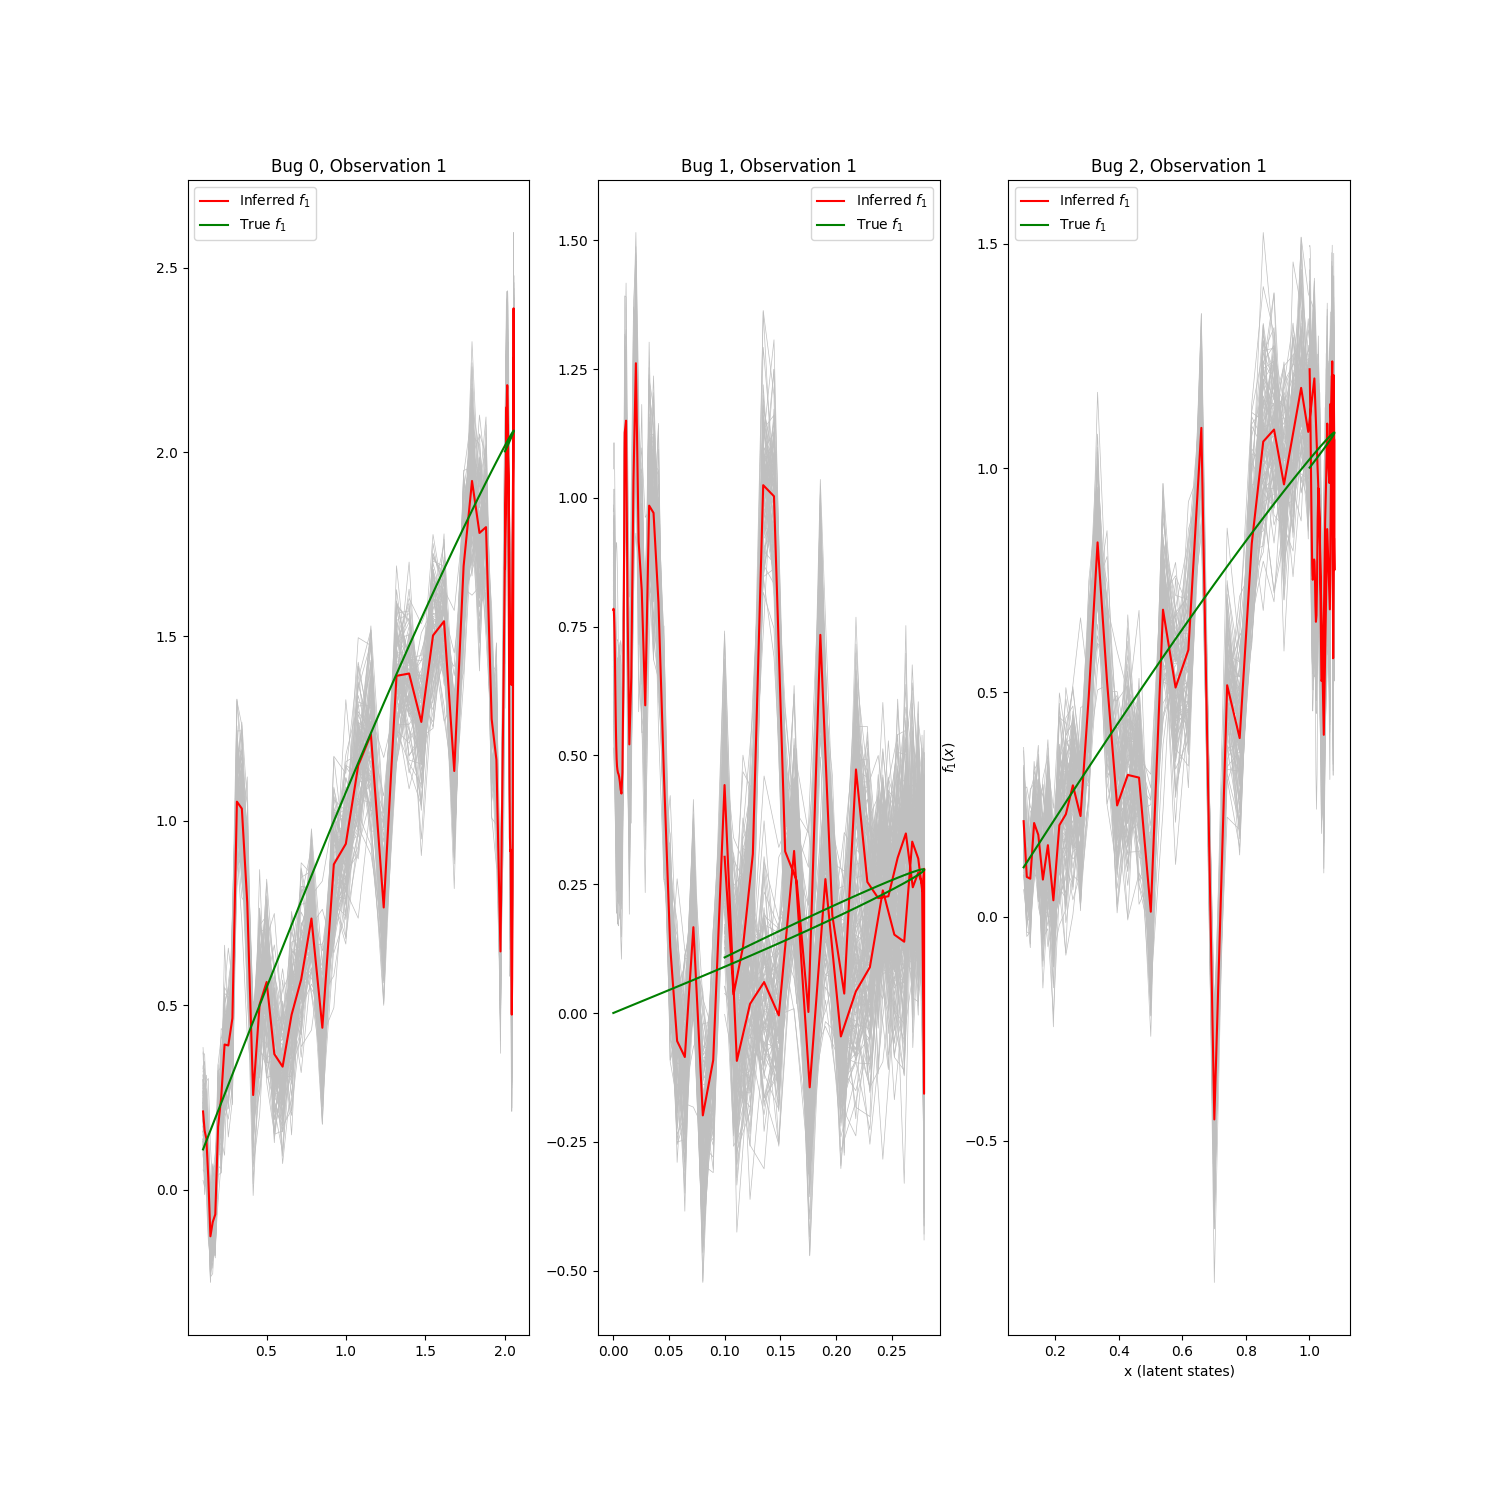 Bug 0, Observation 1
Inferred f₁
True f₁
2.5
2.0
1.5
1.0
0.5
0.0
0.5 1.0 1.5 2.0
Bug 1, Observation 1
Inferred f₁
True f₁
1.50
1.25
1.00
0.75
0.50
0.25
0.00
−0.25
−0.50
0.00 0.05 0.10 0.15 0.20 0.25
Bug 2, Observation 1
Inferred f₁
True f₁
f₁(x)
1.5
1.0
0.5
0.0
−0.5
0.2 0.4 0.6 0.8 1.0
x (latent states)